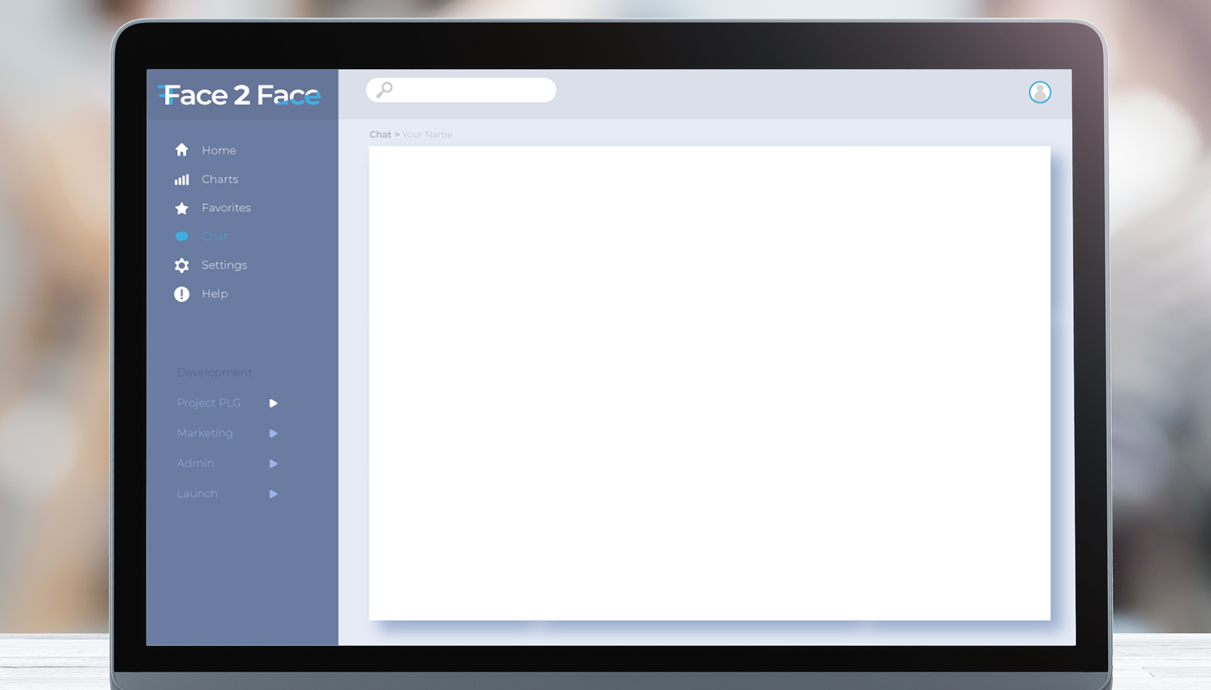 Face 2 Face
Chat > Your Name
Home
Charts
Favorites
Chat
Settings
Help
Development
Project PLG
Marketing
Admin
Launch